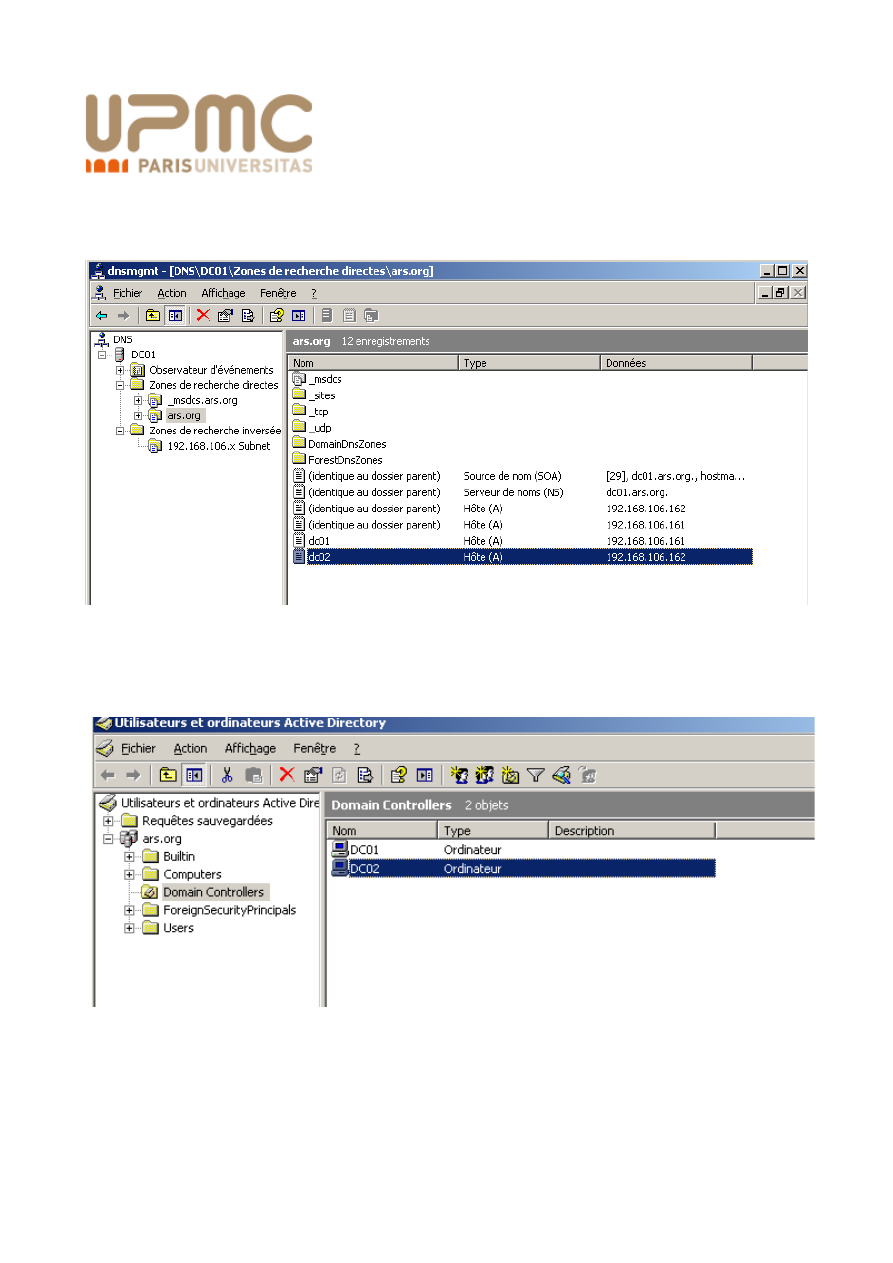 UPMC
PARISUNIVERSITAS
dnsmgmt - [DNS\DC01\Zones de recherche directes\ars.org]
Fichier Action Affichage Fenêtre ?
DNS
DC01
Observateur d'événements
Zones de recherche directes
_msdcs.ars.org
ars.org
Zones de recherche inversée
192.168.106.x Subnet
ars.org 12 enregistrements
Nom Type Données
_msdcs
_sites
_tcp
_udp
DomainDnsZones
ForestDnsZones
(identique au dossier parent) Source de nom (SOA) [29], dc01.ars.org., hostma...
(identique au dossier parent) Serveur de noms (NS) dc01.ars.org.
(identique au dossier parent) Hôte (A) 192.168.106.162
(identique au dossier parent) Hôte (A) 192.168.106.161
dc01 Hôte (A) 192.168.106.161
dc02 Hôte (A) 192.168.106.162
Utilisateurs et ordinateurs Active Directory
Fichier Action Affichage Fenêtre ?
Utilisateurs et ordinateurs Active Dire
Requêtes sauvegardées
ars.org
Builtin
Computers
Domain Controllers
ForeignSecurityPrincipals
Users
Domain Controllers 2 objets
Nom Type Description
DC01 Ordinateur
DC02 Ordinateur